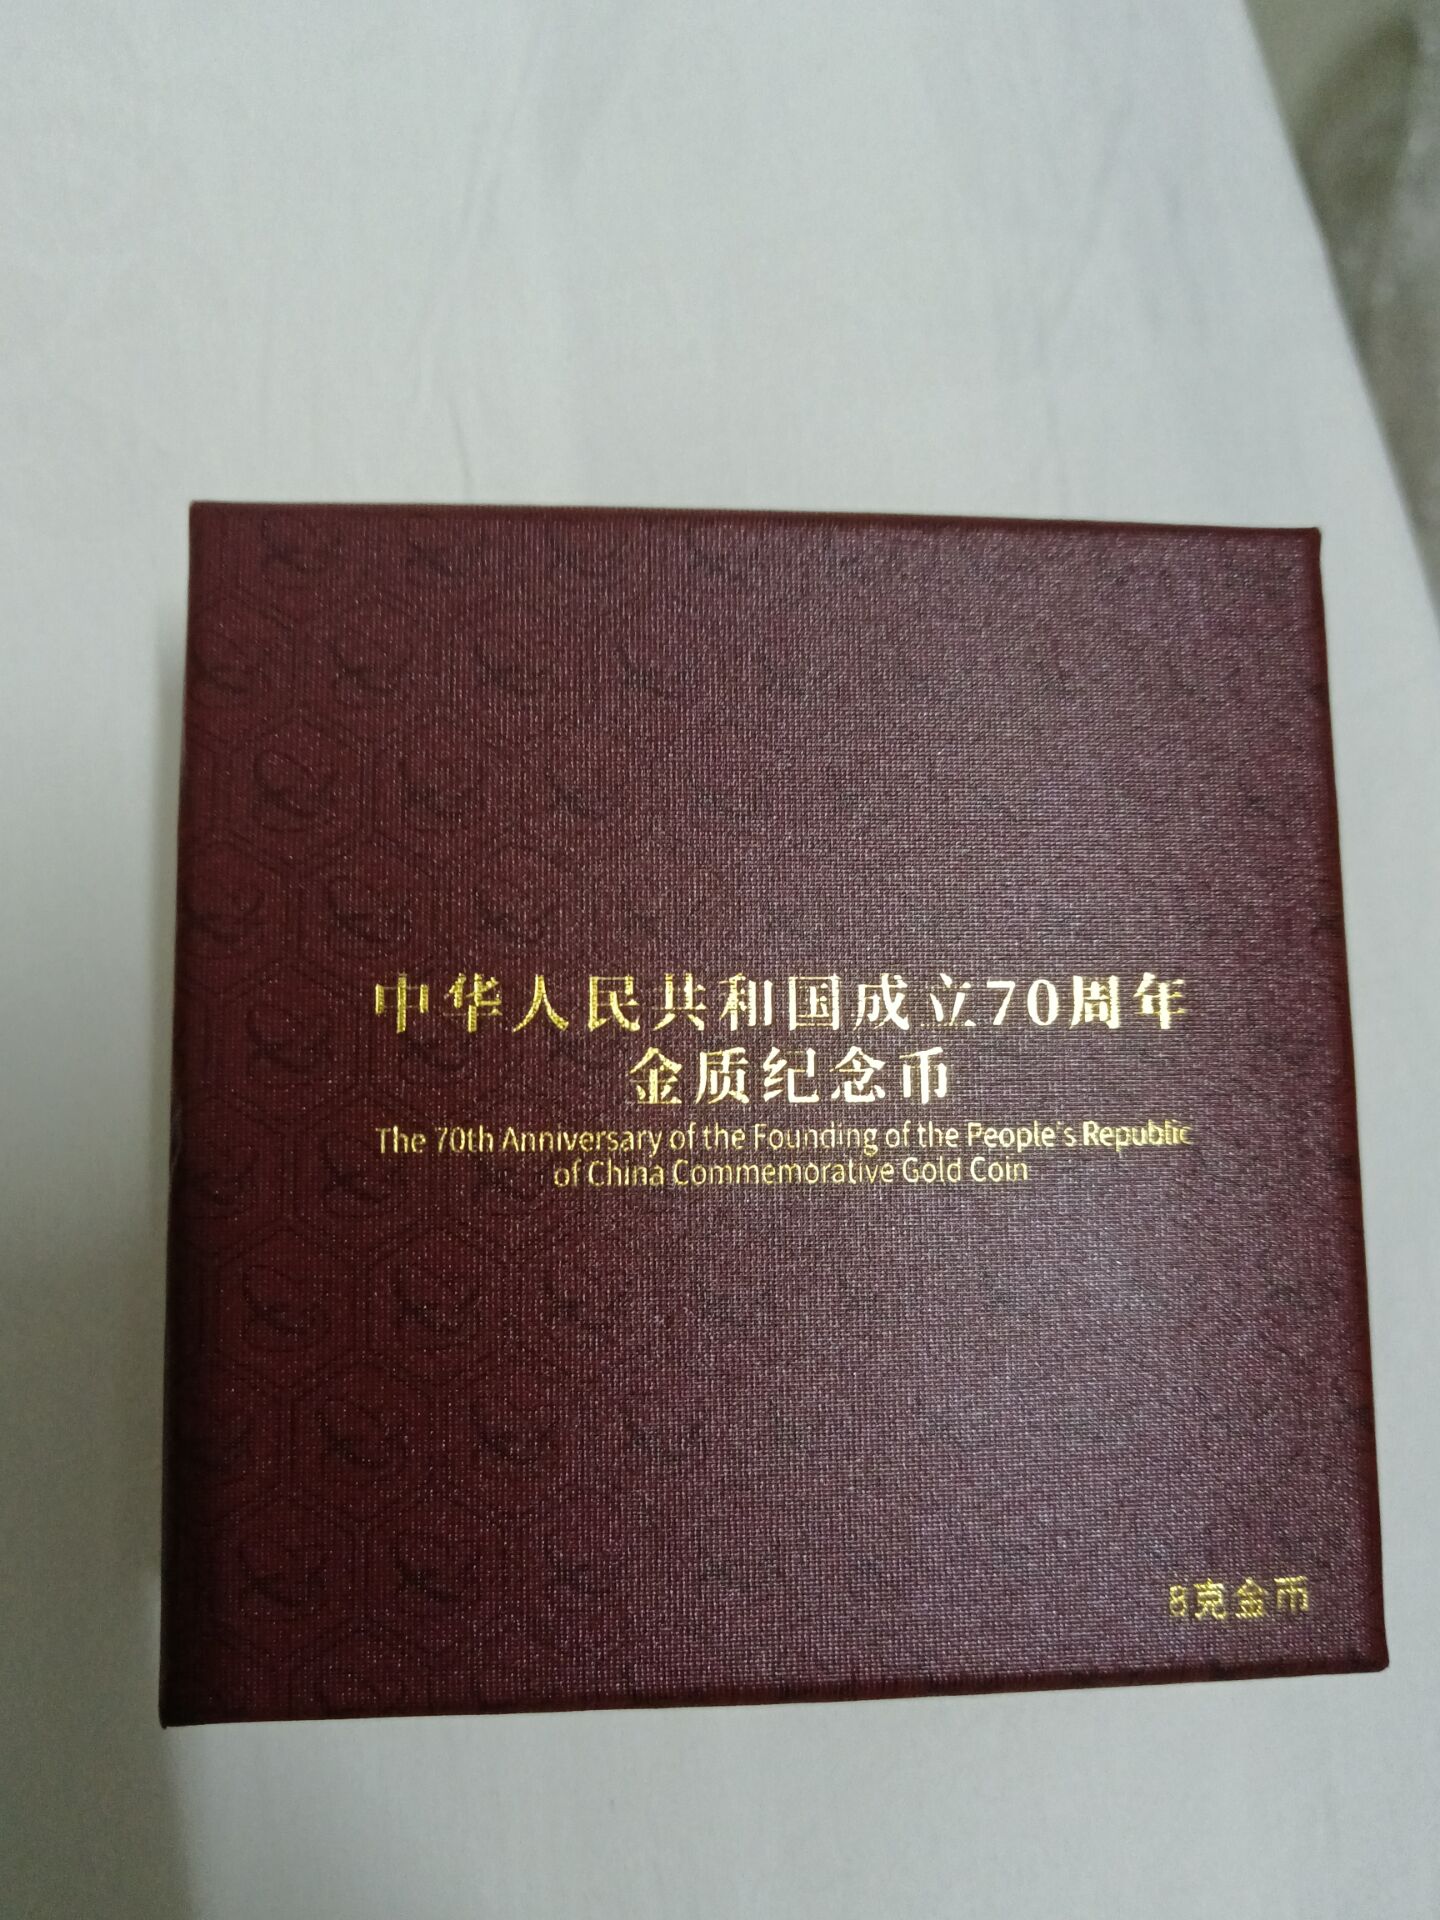 中华人民共和国成立70周年
金质纪念币
The 70th Anniversary of the Founding of the People's Republic
of China Commemorative Gold Coin
8克金币